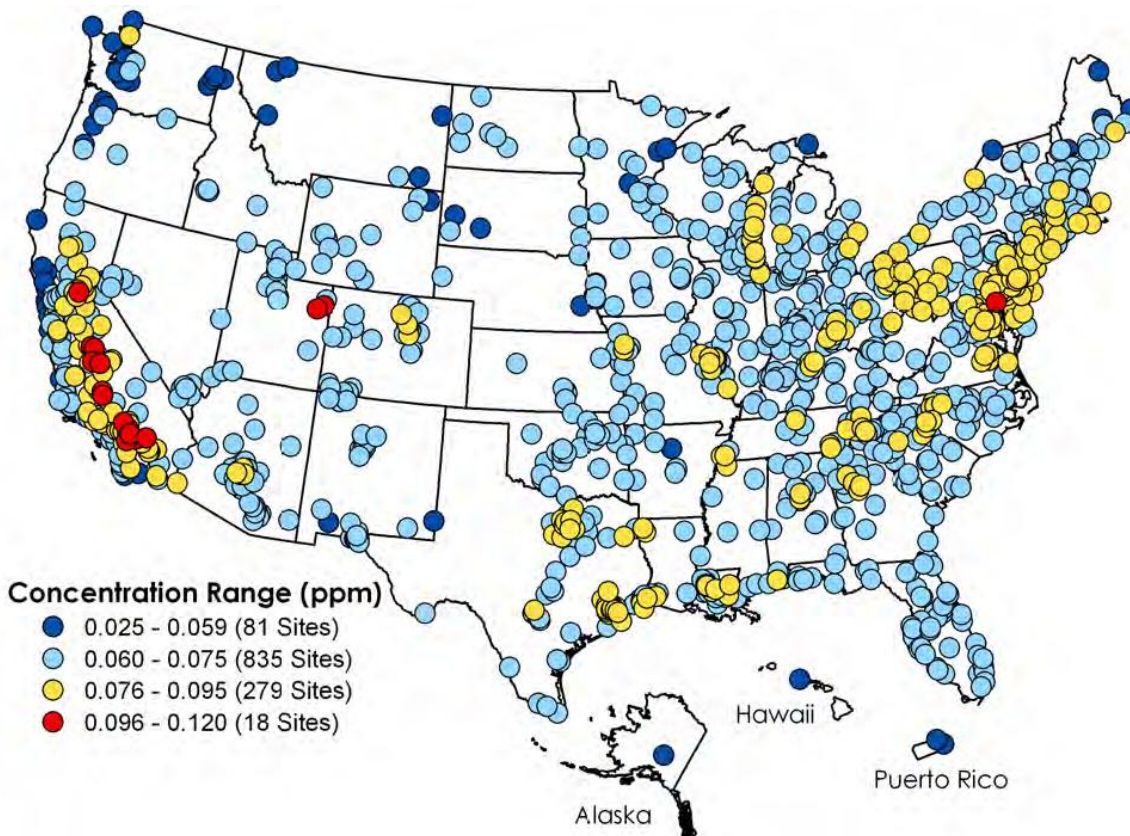 Concentration Range (ppm)
0.025 - 0.059 (81 Sites)
0.060 - 0.075 (835 Sites)
0.076 - 0.095 (279 Sites)
0.096 - 0.120 (18 Sites)
Alaska
Hawaii
Puerto Rico